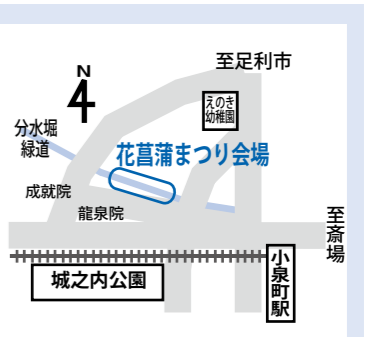 至足利市
N
えのき
幼稚園
分水堀
緑道
花菖蒲まつり会場
成就院
龍泉院
至斎場
小泉町駅
城之内公園